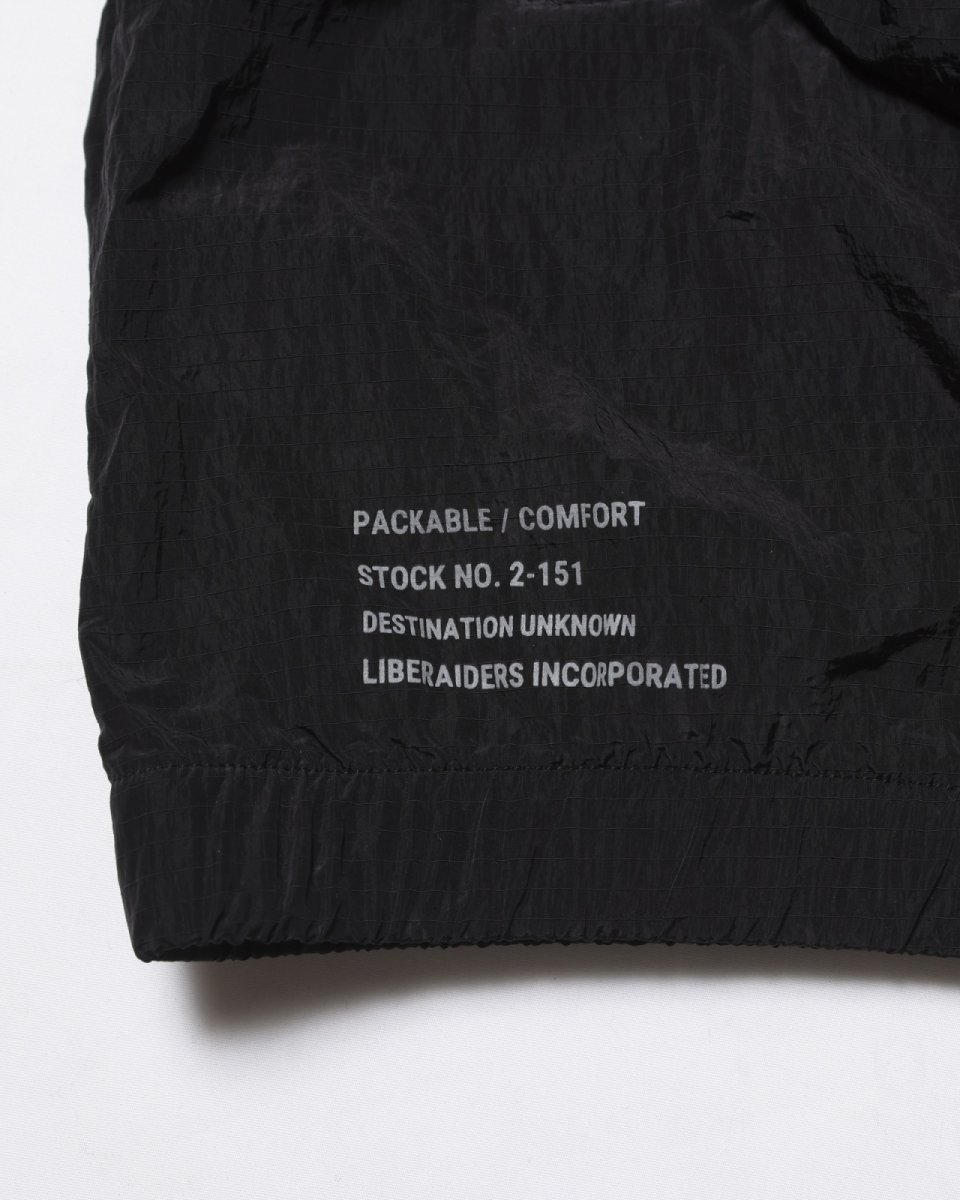 PACKABLE / COMFORT
STOCK NO. 2-151
DESTINATION UNKNOWN
LIBERAIDERS INCORPORATED